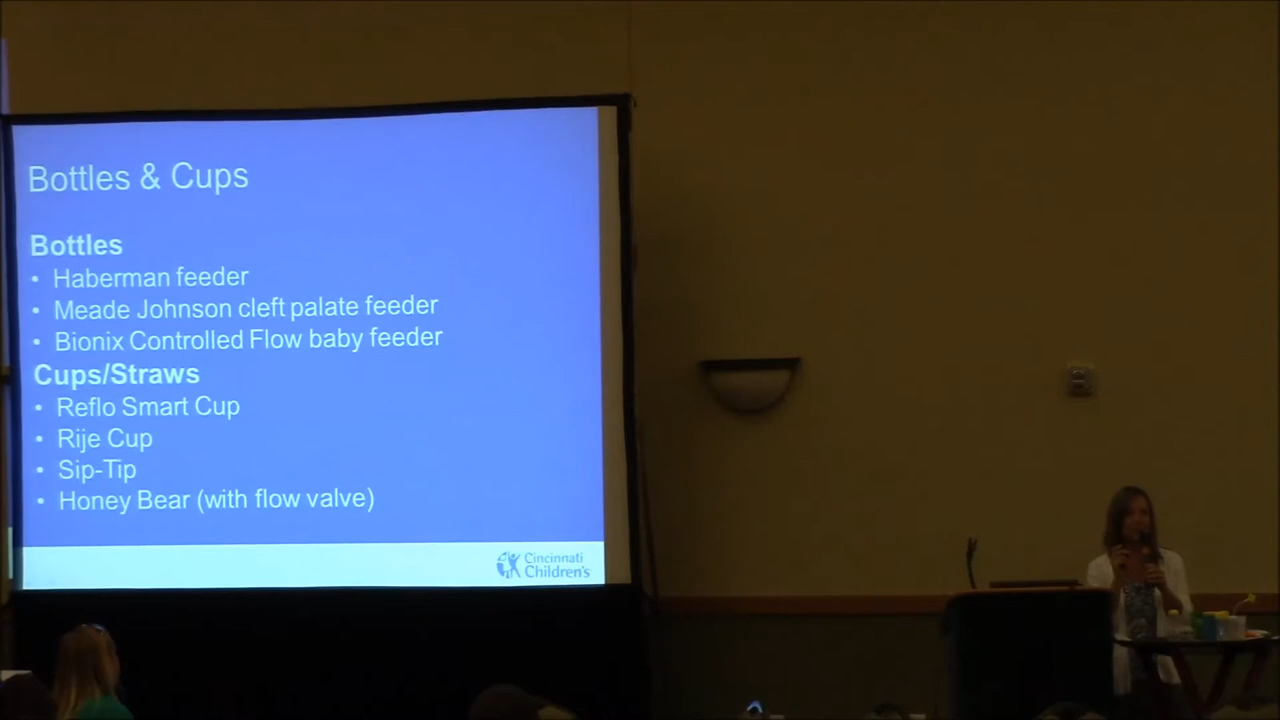 Bottles & Cups
Bottles
• Haberman feeder
• Meade Johnson cleft palate feeder
• Bionix Controlled Flow baby feeder
Cups/Straws
• Reflo Smart Cup
• Rije Cup
• Sip-Tip
• Honey Bear (with flow valve)
Cincinnati
Children's